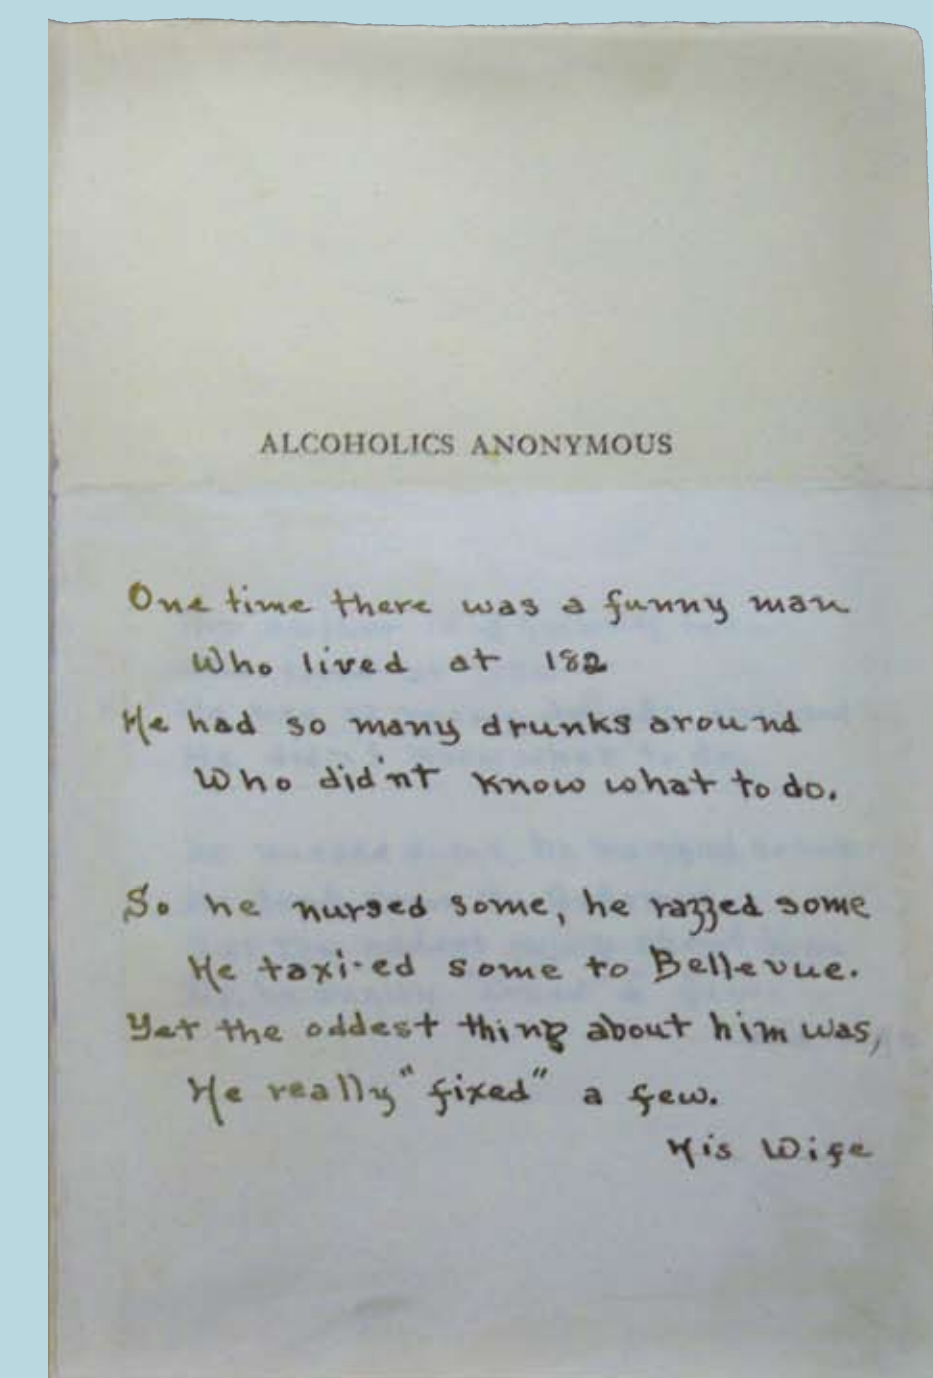 ALCOHOLICS ANONYMOUS
One time there was a funny man
Who lived at 182
He had so many drunks around
Who did'nt know what to do.
So he nursed some, he razzed some
He taxi-ed some to Bellevue.
Yet the oddest thing about him was,
He really "fixed" a few.
His Wife